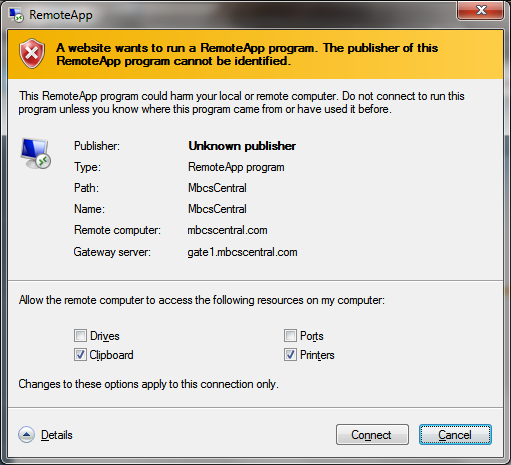 RemoteApp
A website wants to run a RemoteApp program. The publisher of this
RemoteApp program cannot be identified.
This RemoteApp program could harm your local or remote computer. Do not connect to run this
program unless you know where this program came from or have used it before.
Publisher: Unknown publisher
Type: RemoteApp program
Path: MbcsCentral
Name: MbcsCentral
Remote computer: mbcscentral.com
Gateway server: gate1.mbcscentral.com
Allow the remote computer to access the following resources on my computer:
Drives Ports
Clipboard Printers
Changes to these options apply to this connection only.
Details Connect Cancel